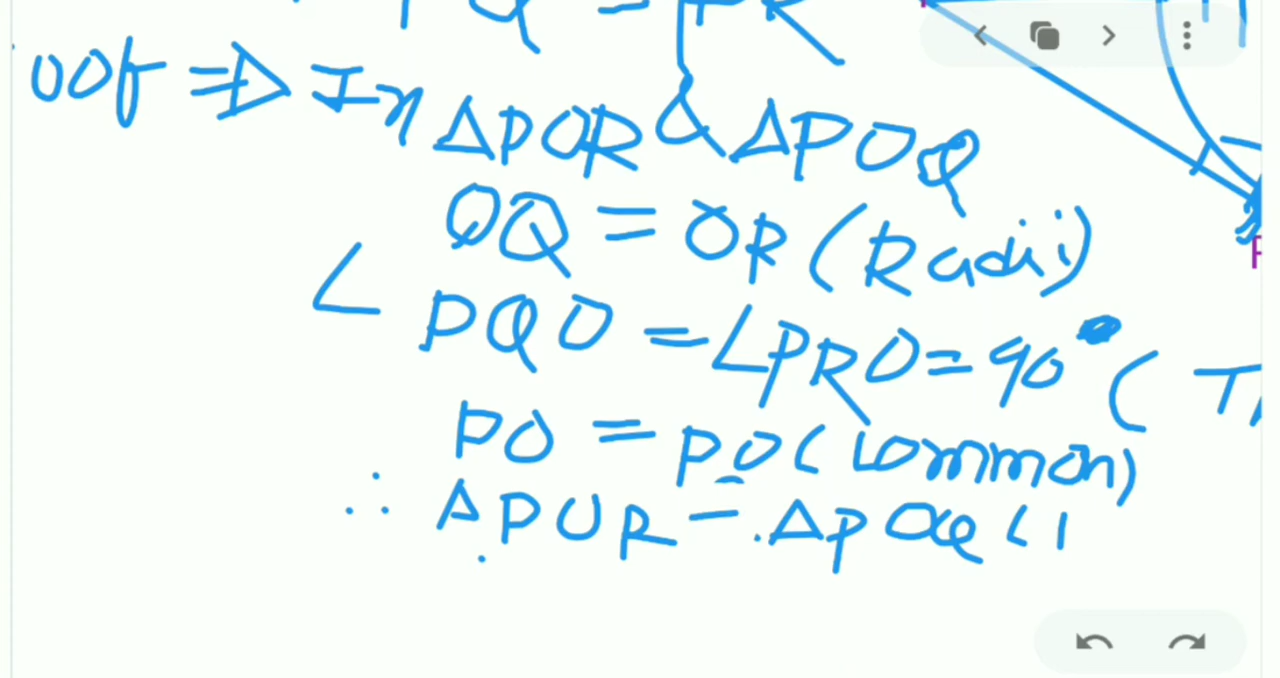 PQ = PR
oof => In ΔPOR & ΔPOQ
OQ = OR (Radii)
∠PQO = ∠PRO = 90° ( T
PO = PO (common)
∴ ΔPOR = ΔPOQ (